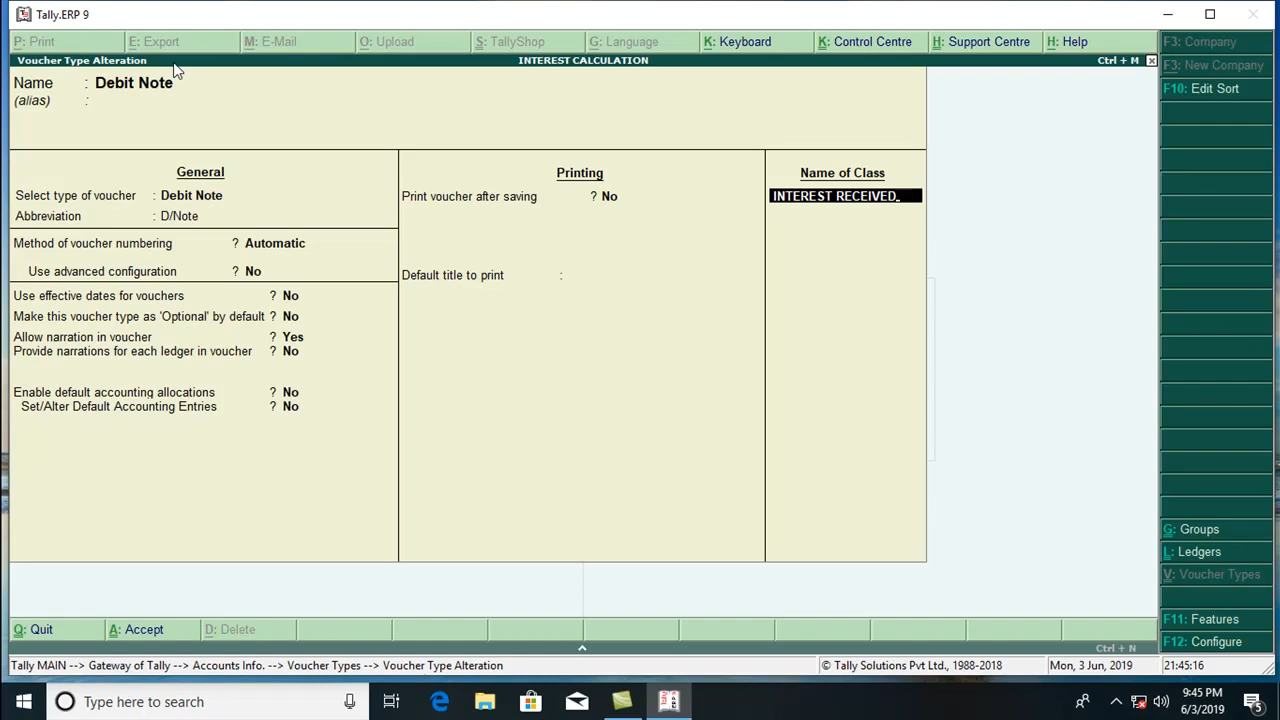 Tally.ERP 9
P: Print E: Export M: E-Mail O: Upload S: TallyShop G: Language K: Keyboard K: Control Centre H: Support Centre H: Help
F3: Company
Voucher Type Alteration INTEREST CALCULATION Ctrl + M
F3: New Company
Name : Debit Note
F10: Edit Sort
(alias) :
General Printing Name of Class
Select type of voucher : Debit Note Print voucher after saving ? No INTEREST RECEIVED
Abbreviation : D/Note
Method of voucher numbering ? Automatic
Use advanced configuration ? No Default title to print :
Use effective dates for vouchers ? No
Make this voucher type as 'Optional' by default ? No
Allow narration in voucher ? Yes
Provide narrations for each ledger in voucher ? No
Enable default accounting allocations ? No
Set/Alter Default Accounting Entries ? No
G: Groups
L: Ledgers
V: Voucher Types
F11: Features
Q: Quit A: Accept D: Delete
F12: Configure
Ctrl + N
Tally MAIN --> Gateway of Tally --> Accounts Info. --> Voucher Types --> Voucher Type Alteration © Tally Solutions Pvt Ltd., 1988-2018 Mon, 3 Jun, 2019 21:45:16
Type here to search
9:45 PM
6/3/2019
5